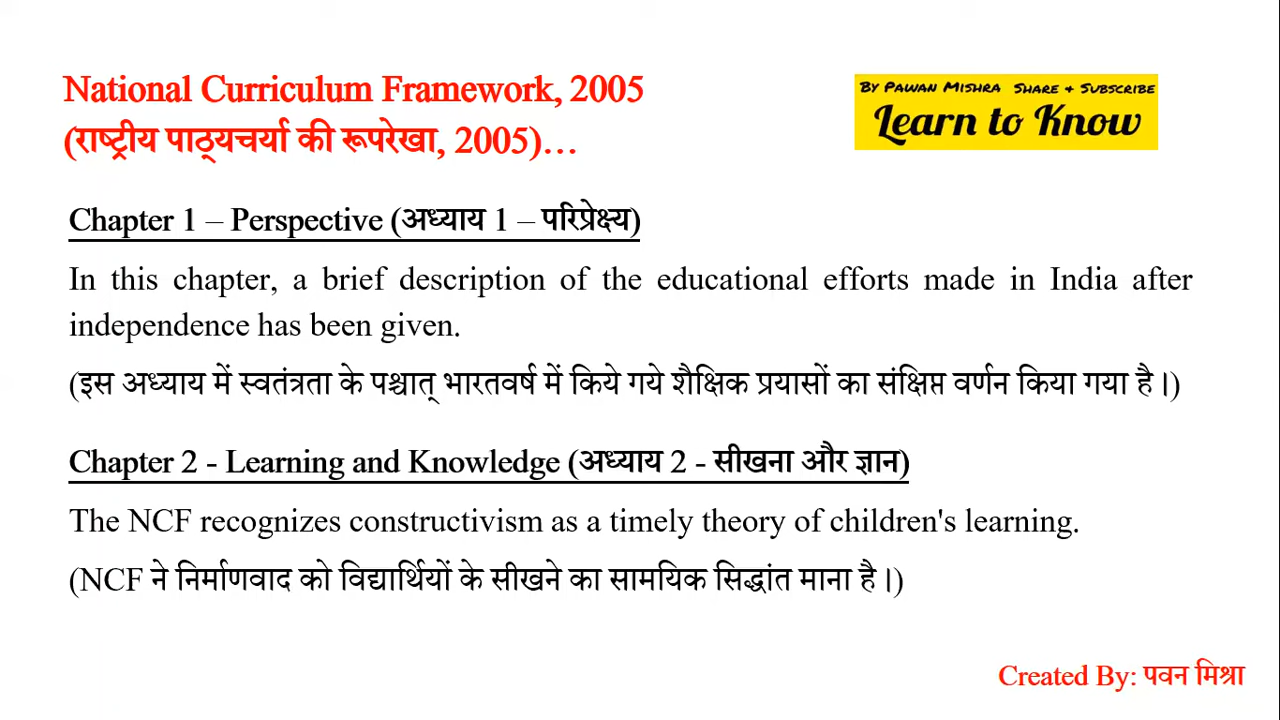 National Curriculum Framework, 2005
(राष्ट्रीय पाठ्यचर्या की रूपरेखा, 2005)…
By Pawan Mishra Share & Subscribe
Learn to Know
Chapter 1 – Perspective (अध्याय 1 – परिप्रेक्ष्य)
In this chapter, a brief description of the educational efforts made in India after
independence has been given.
(इस अध्याय में स्वतंत्रता के पश्चात् भारतवर्ष में किये गये शैक्षिक प्रयासों का संक्षिप्त वर्णन किया गया है।)
Chapter 2 - Learning and Knowledge (अध्याय 2 - सीखना और ज्ञान)
The NCF recognizes constructivism as a timely theory of children's learning.
(NCF ने निर्माणवाद को विद्यार्थियों के सीखने का सामयिक सिद्धांत माना है।)
Created By: पवन मिश्रा